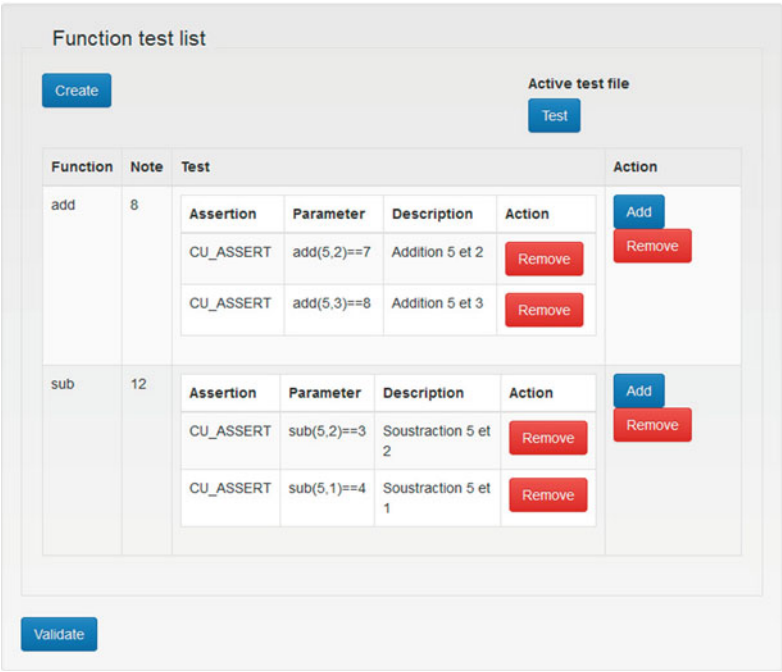 Function test list
Create
Active test file
Test
Function Note Test Action
add 8
Assertion Parameter Description Action
CU_ASSERT add(5,2)==7 Addition 5 et 2 Remove
CU_ASSERT add(5,3)==8 Addition 5 et 3 Remove
Add
Remove
sub 12
Assertion Parameter Description Action
CU_ASSERT sub(5,2)==3 Soustraction 5 et
2
Remove
CU_ASSERT sub(5,1)==4 Soustraction 5 et
1
Remove
Add
Remove
Validate